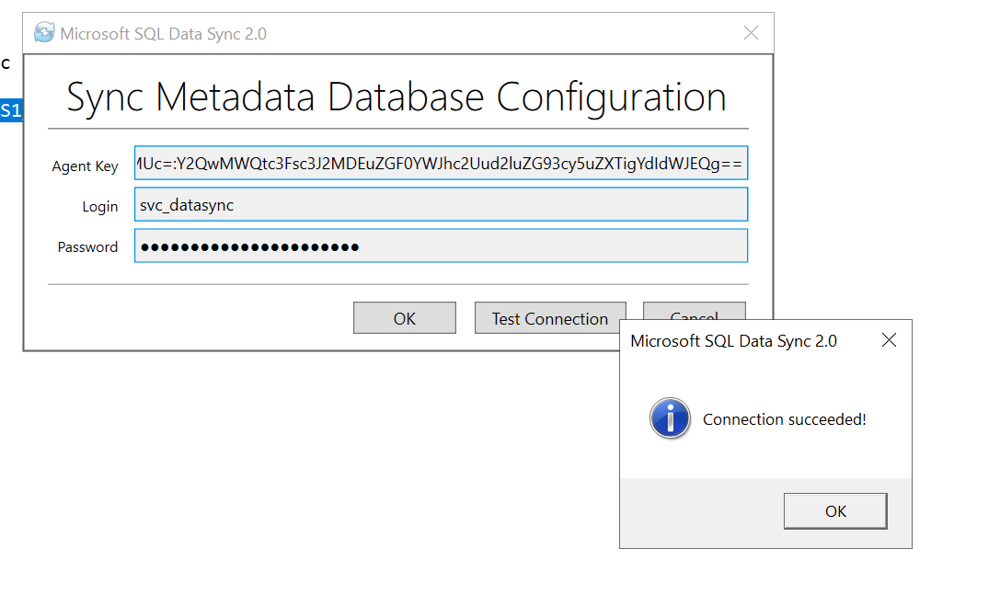 Microsoft SQL Data Sync 2.0
c
Sync Metadata Database Configuration
S1
Agent Key
MUc=:Y2QwMWQtc3Fsc3J2MDEuZGF0YWJhc2Uud2luZG93cy5uZXTigYdIdWJEQg==
Login
svc_datasync
Password
●●●●●●●●●●●●●●●●●●●●●●
OK
Test Connection
Cancel
Microsoft SQL Data Sync 2.0
Connection succeeded!
OK